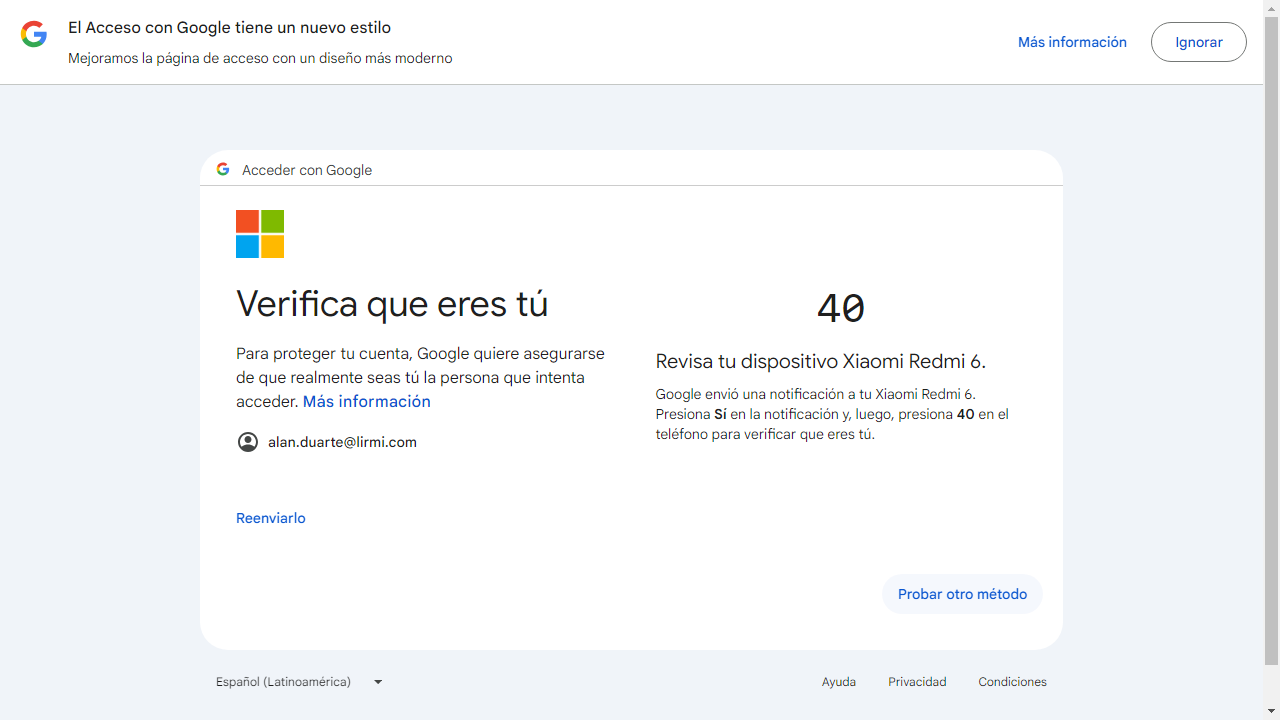 El Acceso con Google tiene un nuevo estilo
Mejoramos la página de acceso con un diseño más moderno
Más información
Ignorar
Acceder con Google
Verifica que eres tú
Para proteger tu cuenta, Google quiere asegurarse
de que realmente seas tú la persona que intenta
acceder. Más información
alan.duarte@lirmi.com
Reenviarlo
40
Revisa tu dispositivo Xiaomi Redmi 6.
Google envió una notificación a tu Xiaomi Redmi 6.
Presiona Sí en la notificación y, luego, presiona 40 en el
teléfono para verificar que eres tú.
Probar otro método
Español (Latinoamérica)
Ayuda
Privacidad
Condiciones